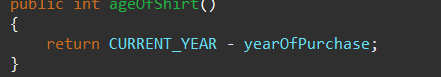 public int ageOfShirt()
{
    return CURRENT_YEAR - yearOfPurchase;
}